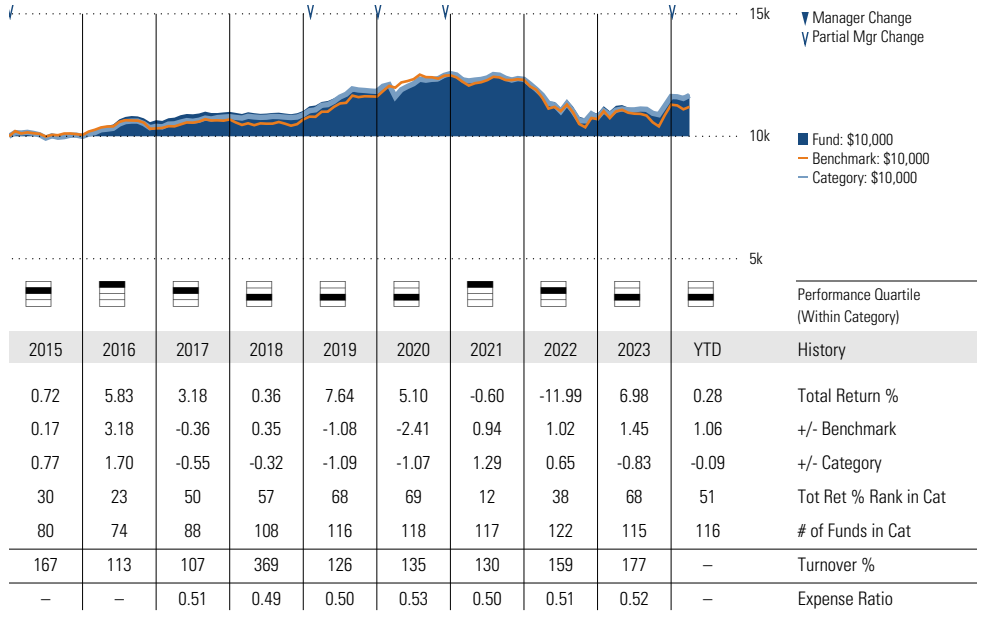 15k
Manager Change
Partial Mgr Change
10k
Fund: $10,000
Benchmark: $10,000
Category: $10,000
5k
Performance Quartile
(Within Category)
2015 2016 2017 2018 2019 2020 2021 2022 2023 YTD History
0.72 5.83 3.18 0.36 7.64 5.10 -0.60 -11.99 6.98 0.28 Total Return %
0.17 3.18 -0.36 0.35 -1.08 -2.41 0.94 1.02 1.45 1.06 +/- Benchmark
0.77 1.70 -0.55 -0.32 -1.09 -1.07 1.29 0.65 -0.83 -0.09 +/- Category
30 23 50 57 68 69 12 38 68 51 Tot Ret % Rank in Cat
80 74 88 108 116 118 117 122 115 116 # of Funds in Cat
167 113 107 369 126 135 130 159 177 – Turnover %
– – 0.51 0.49 0.50 0.53 0.50 0.51 0.52 – Expense Ratio